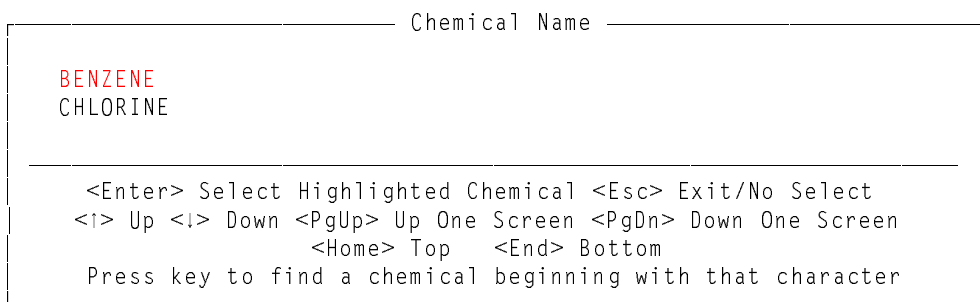 Chemical Name
BENZENE
CHLORINE
<Enter> Select Highlighted Chemical <Esc> Exit/No Select
<↑> Up <↓> Down <PgUp> Up One Screen <PgDn> Down One Screen
<Home> Top <End> Bottom
Press key to find a chemical beginning with that character